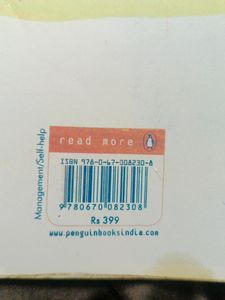 read more
ISBN 978-0-67-008230-8
Management/Self-help
9 780670 082308
Rs 399
www.penguinbooksindia.com